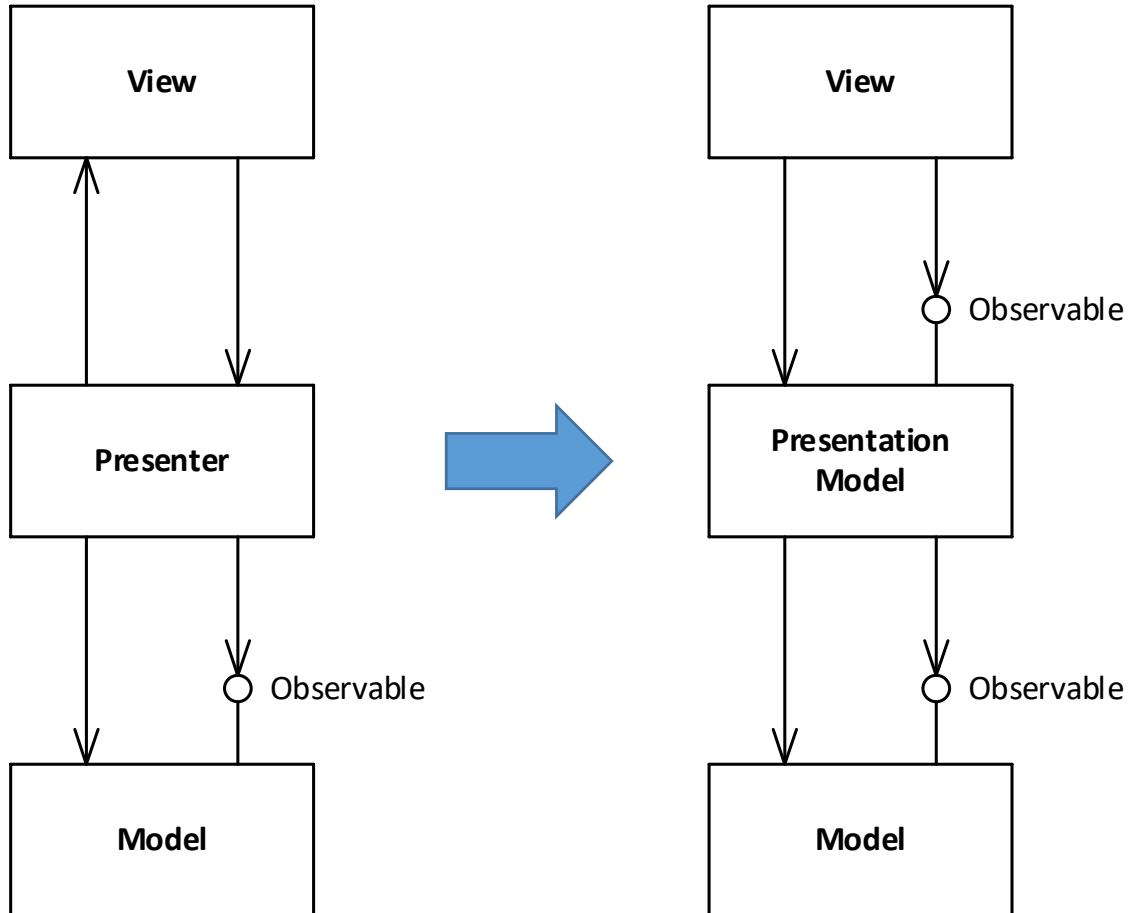 View
Presenter
Observable
Model
View
Observable
Presentation
Model
Observable
Model